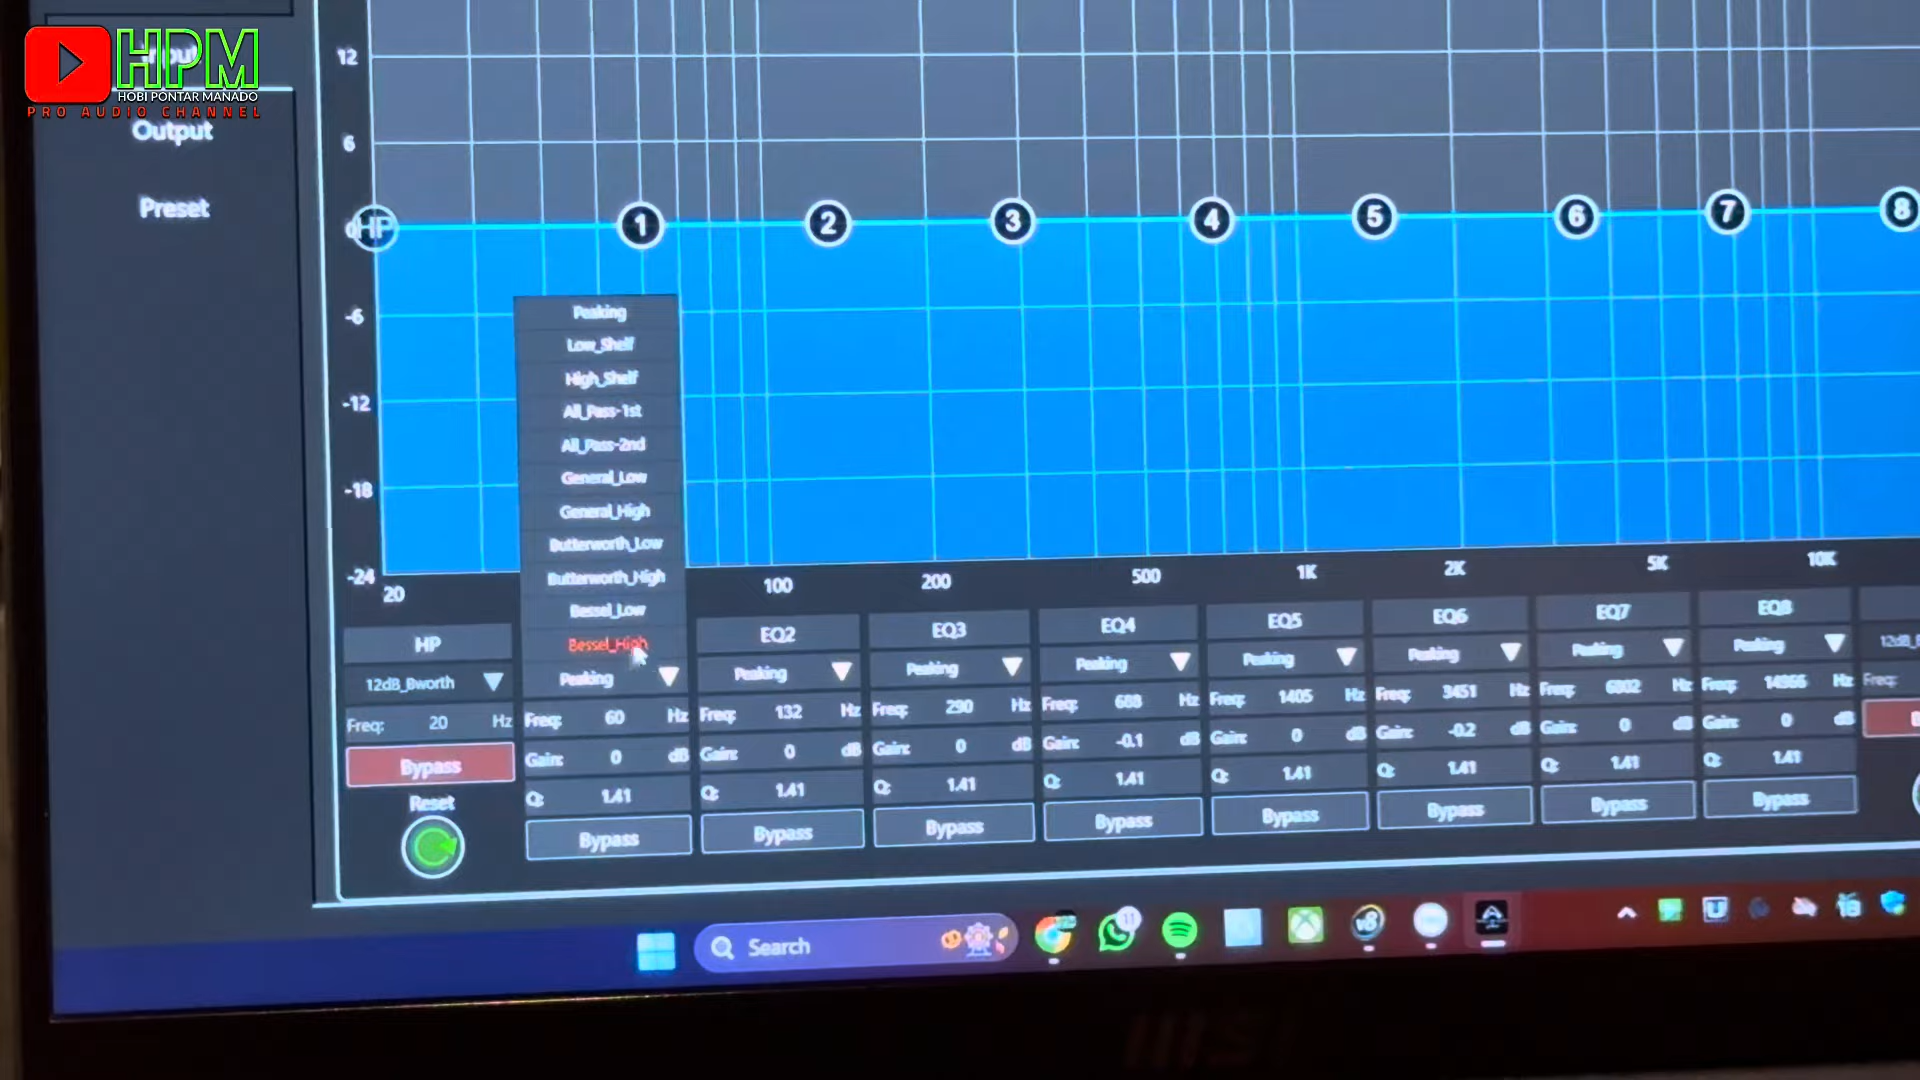 HPM
HOBI PONTAR MANADO
PRO AUDIO CHANNEL
Input
Output
Preset
12
6
0
-6
-12
-18
-24
HP
1
2
3
4
5
6
7
8
Peaking
Low_Shelf
High_Shelf
All_Pass-1st
All_Pass-2nd
General_Low
General_High
Butterworth_Low
Butterworth_High
Bessel_Low
Bessel_High
20 100 200 500 1K 2K 5K 10K
HP EQ2 EQ3 EQ4 EQ5 EQ6 EQ7 EQ8
12dB_Bworth Peaking Peaking Peaking Peaking Peaking Peaking Peaking Peaking
Freq: 20 Hz Freq: 60 Hz Freq: 132 Hz Freq: 290 Hz Freq: 688 Hz Freq: 1405 Hz Freq: 3451 Hz Freq: 6802 Hz Freq: Hz Freq:
Gain: 0 dB Gain: 0 dB Gain: 0 dB Gain: -0.1 dB Gain: 0 dB Gain: -0.2 dB Gain: 0 dB Gain: 0 dB
Q: 1.41 Q: 1.41 Q: 1.41 Q: 1.41 Q: 1.41 Q: 1.41 Q: 1.41 Q: 1.41
Bypass Bypass Bypass Bypass Bypass Bypass Bypass Bypass Bypass
Reset
Search
11
v8
msi